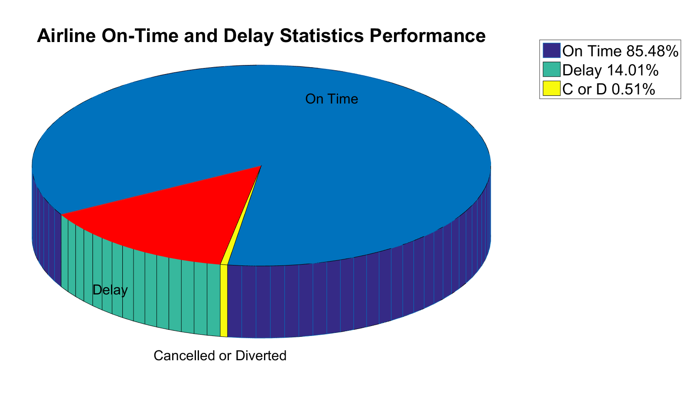 Airline On-Time and Delay Statistics Performance
On Time 85.48%
Delay 14.01%
C or D 0.51%
On Time
Delay
Cancelled or Diverted